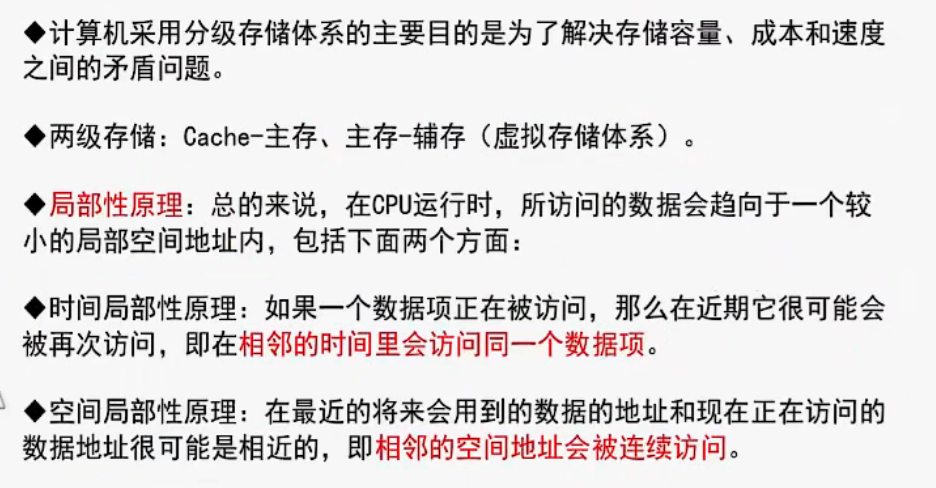 ◆计算机采用分级存储体系的主要目的是为了解决存储容量、成本和速度
之间的矛盾问题。
◆两级存储：Cache-主存、主存-辅存（虚拟存储体系）。
◆局部性原理：总的来说，在CPU运行时，所访问的数据会趋向于一个较
小的局部空间地址内，包括下面两个方面：
◆时间局部性原理：如果一个数据项正在被访问，那么在近期它很可能会
被再次访问，即在相邻的时间里会访问同一个数据项。
◆空间局部性原理：在最近的将来会用到的数据的地址和现在正在访问的
数据地址很可能是相近的，即相邻的空间地址会被连续访问。